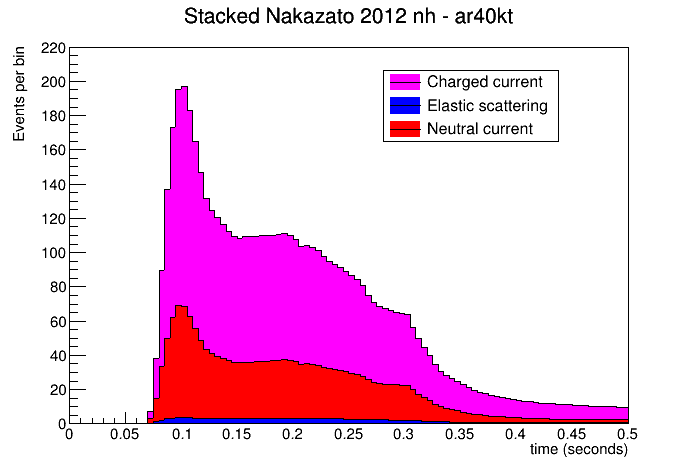 Stacked Nakazato 2012 nh - ar40kt
Events per bin
220
200
180
160
140
120
100
80
60
40
20
0
Charged current
Elastic scattering
Neutral current
0 0.05 0.1 0.15 0.2 0.25 0.3 0.35 0.4 0.45 0.5
time (seconds)